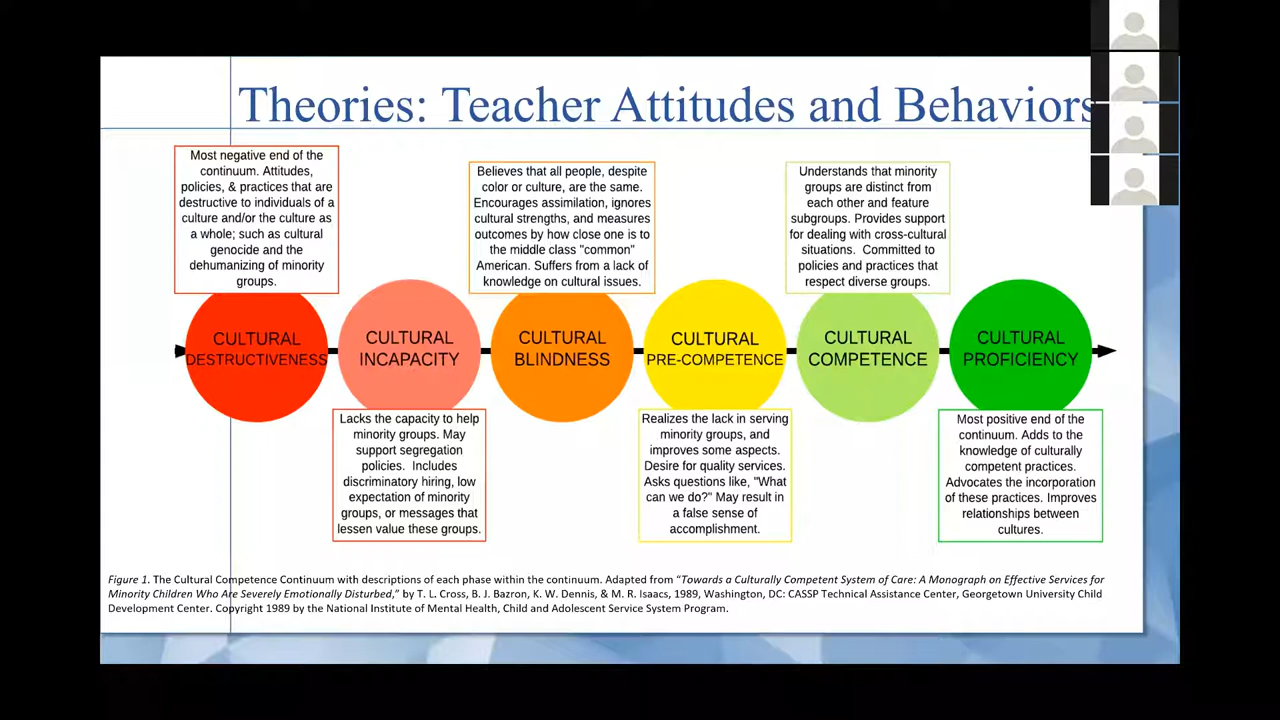 Theories: Teacher Attitudes and Behaviors
Most negative end of the
continuum. Attitudes,
policies, & practices that are
destructive to individuals of a
culture and/or the culture as
a whole; such as cultural
genocide and the
dehumanizing of minority
groups.
Believes that all people, despite
color or culture, are the same.
Encourages assimilation, ignores
cultural strengths, and measures
outcomes by how close one is to
the middle class "common"
American. Suffers from a lack of
knowledge on cultural issues.
Understands that minority
groups are distinct from
each other and feature
subgroups. Provides support
for dealing with cross-cultural
situations. Committed to
policies and practices that
respect diverse groups.
CULTURAL
DESTRUCTIVENESS
CULTURAL
INCAPACITY
CULTURAL
BLINDNESS
CULTURAL
PRE-COMPETENCE
CULTURAL
COMPETENCE
CULTURAL
PROFICIENCY
Lacks the capacity to help
minority groups. May
support segregation
policies. Includes
discriminatory hiring, low
expectation of minority
groups, or messages that
lessen value these groups.
Realizes the lack in serving
minority groups, and
improves some aspects.
Desire for quality services.
Asks questions like, "What
can we do?" May result in
a false sense of
accomplishment.
Most positive end of the
continuum. Adds to the
knowledge of culturally
competent practices.
Advocates the incorporation
of these practices. Improves
relationships between
cultures.
Figure 1. The Cultural Competence Continuum with descriptions of each phase within the continuum. Adapted from “Towards a Culturally Competent System of Care: A Monograph on Effective Services for
Minority Children Who Are Severely Emotionally Disturbed,” by T. L. Cross, B. J. Bazron, K. W. Dennis, & M. R. Isaacs, 1989, Washington, DC: CASSP Technical Assistance Center, Georgetown University Child
Development Center. Copyright 1989 by the National Institute of Mental Health, Child and Adolescent Service System Program.